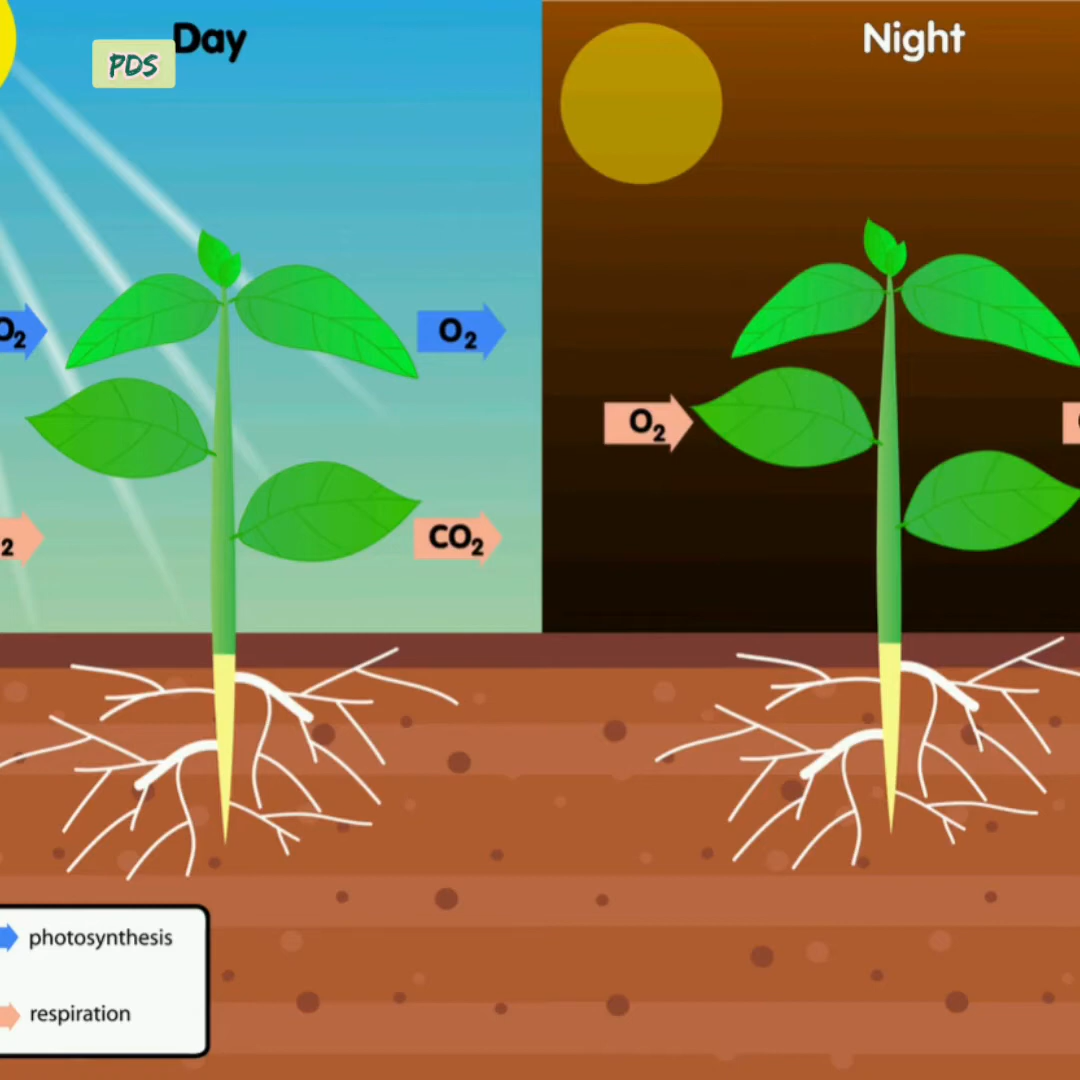 Day
PDS
Night
O₂
O₂
O₂
CO₂
photosynthesis
respiration